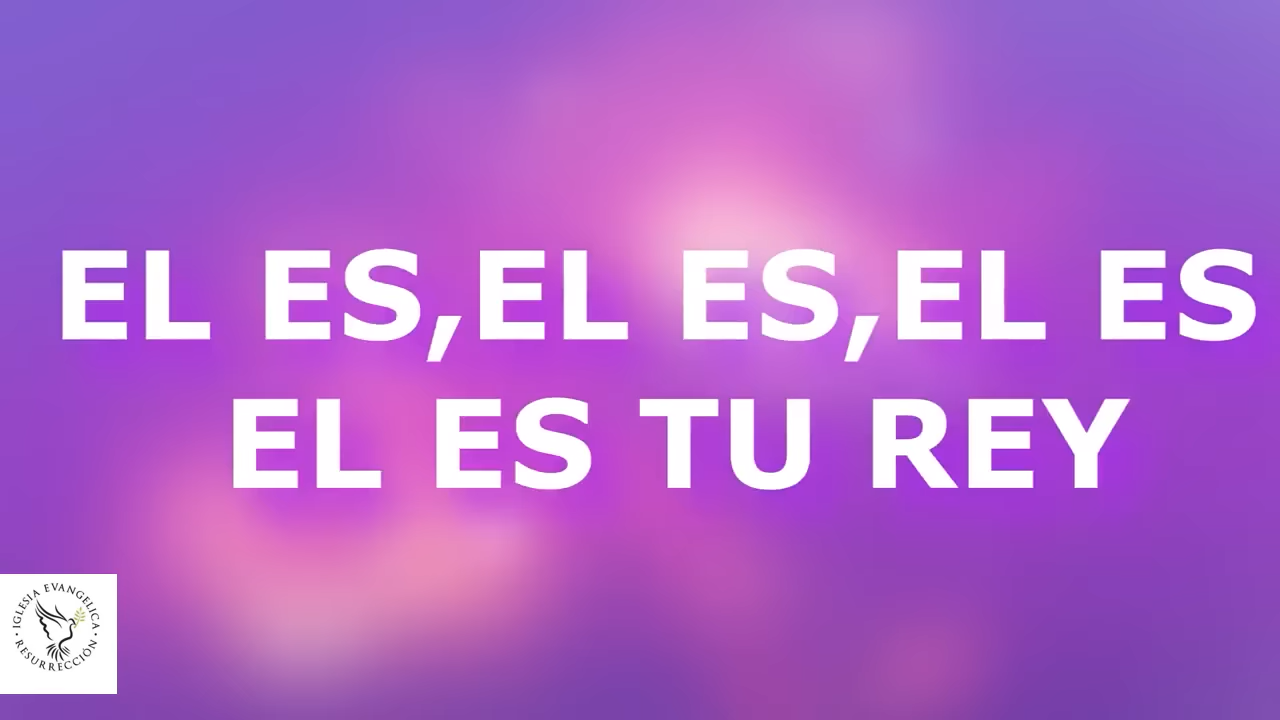 EL ES,EL ES,EL ES
EL ES TU REY
IGLESIA EVANGELICA
· RESURRECCIÓN ·